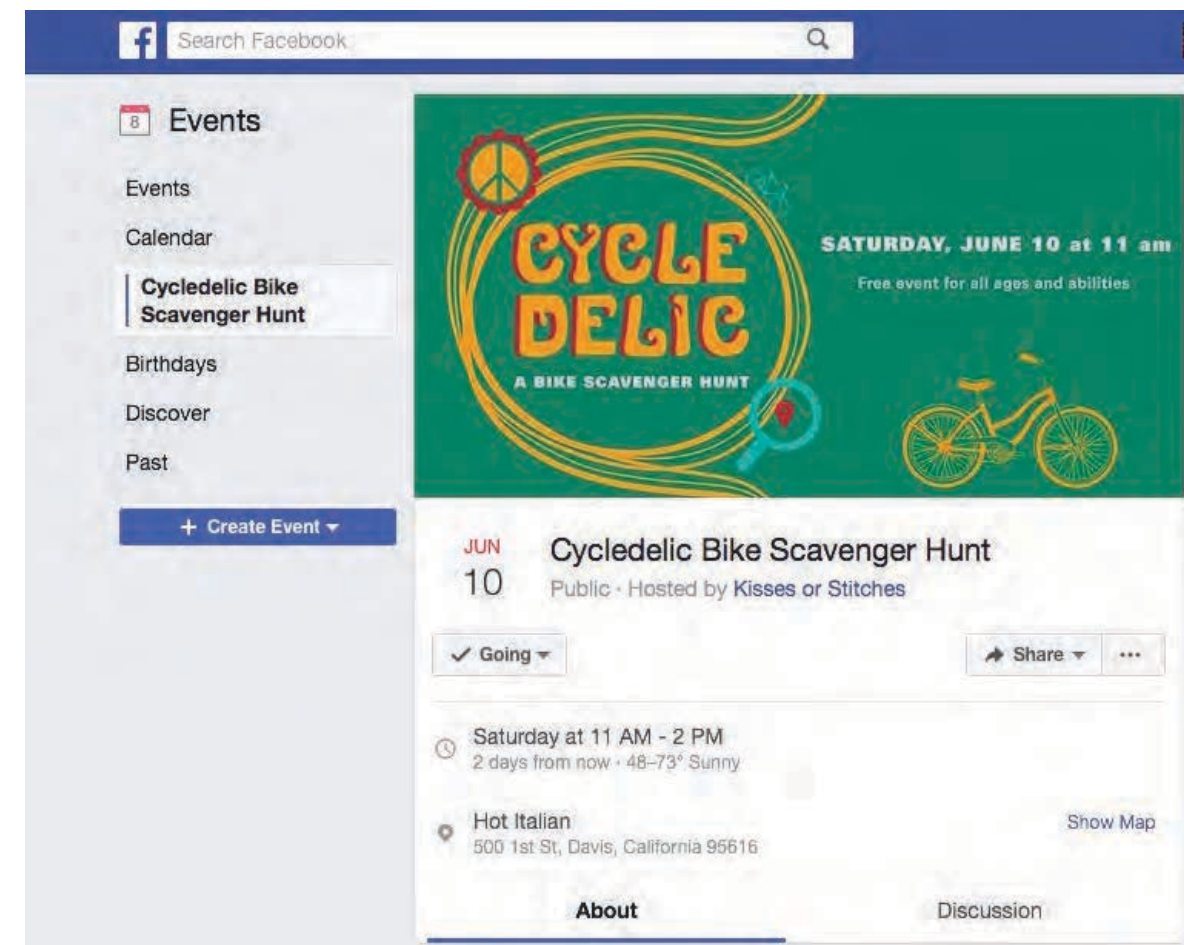 f
Search Facebook
8
Events
Events
Calendar
Cycledelic Bike
Scavenger Hunt
Birthdays
Discover
Past
+ Create Event
CYCLE
DELIC
A BIKE SCAVENGER HUNT
SATURDAY, JUNE 10 at 11 am
Free event for all ages and abilities
JUN
10
Cycledelic Bike Scavenger Hunt
Public · Hosted by Kisses or Stitches
Going
Share
Saturday at 11 AM - 2 PM
2 days from now · 48–73° Sunny
Hot Italian
500 1st St, Davis, California 95616
Show Map
About
Discussion